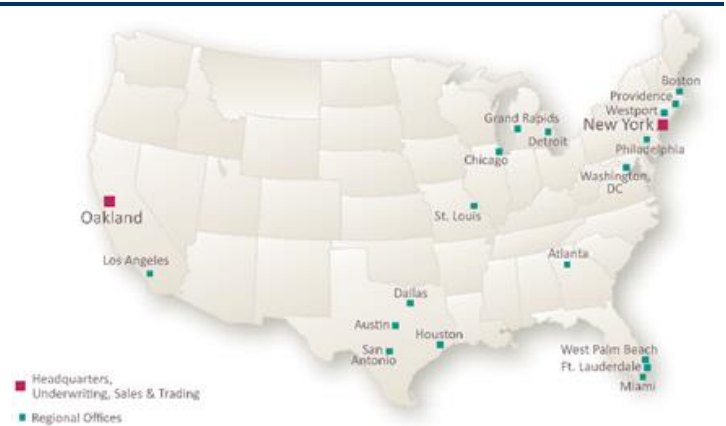 Boston
Providence
Westport
Grand Rapids
New York
Detroit
Philadelphia
Chicago
Washington,
DC
Oakland
St. Louis
Los Angeles
Atlanta
Dallas
Austin
Houston
San
Antonio
West Palm Beach
Ft. Lauderdale
Miami
Headquarters,
Underwriting, Sales & Trading
Regional Offices